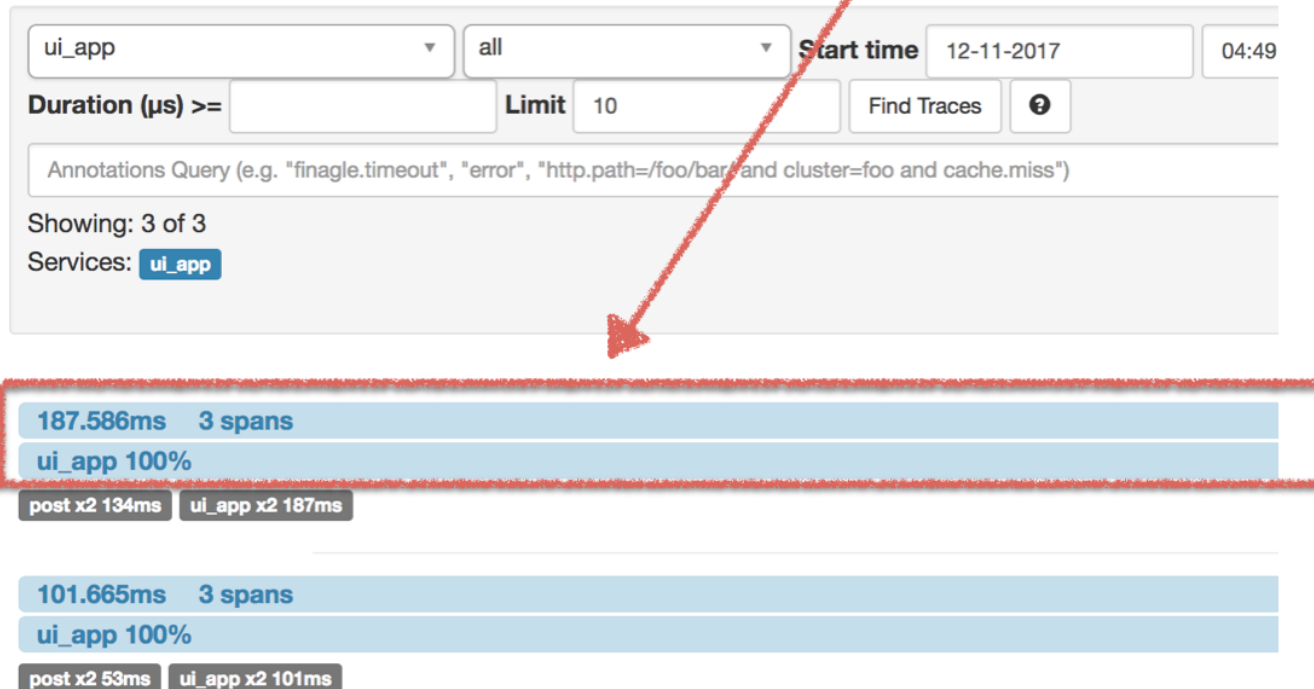 ui_app all Start time 12-11-2017 04:49
Duration (μs) >= Limit 10 Find Traces ?
Annotations Query (e.g. "finagle.timeout", "error", "http.path=/foo/bar/ and cluster=foo and cache.miss")
Showing: 3 of 3
Services: ui_app
187.586ms 3 spans
ui_app 100%
post x2 134ms ui_app x2 187ms
101.665ms 3 spans
ui_app 100%
post x2 53ms ui_app x2 101ms